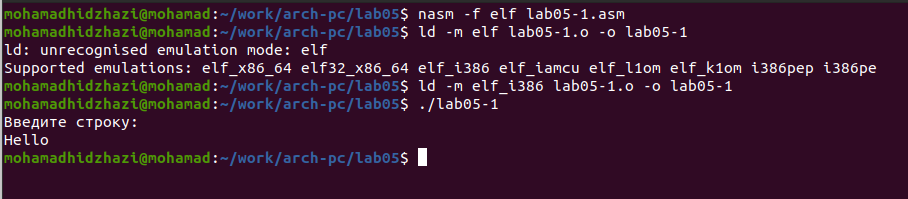 mohamadhidzhazi@mohamad:~/work/arch-pc/lab05$ nasm -f elf lab05-1.asm
mohamadhidzhazi@mohamad:~/work/arch-pc/lab05$ ld -m elf lab05-1.o -o lab05-1
ld: unrecognised emulation mode: elf
Supported emulations: elf_x86_64 elf32_x86_64 elf_i386 elf_iamcu elf_l1om elf_k1om i386pep i386pe
mohamadhidzhazi@mohamad:~/work/arch-pc/lab05$ ld -m elf_i386 lab05-1.o -o lab05-1
mohamadhidzhazi@mohamad:~/work/arch-pc/lab05$ ./lab05-1
Введите строку:
Hello
mohamadhidzhazi@mohamad:~/work/arch-pc/lab05$